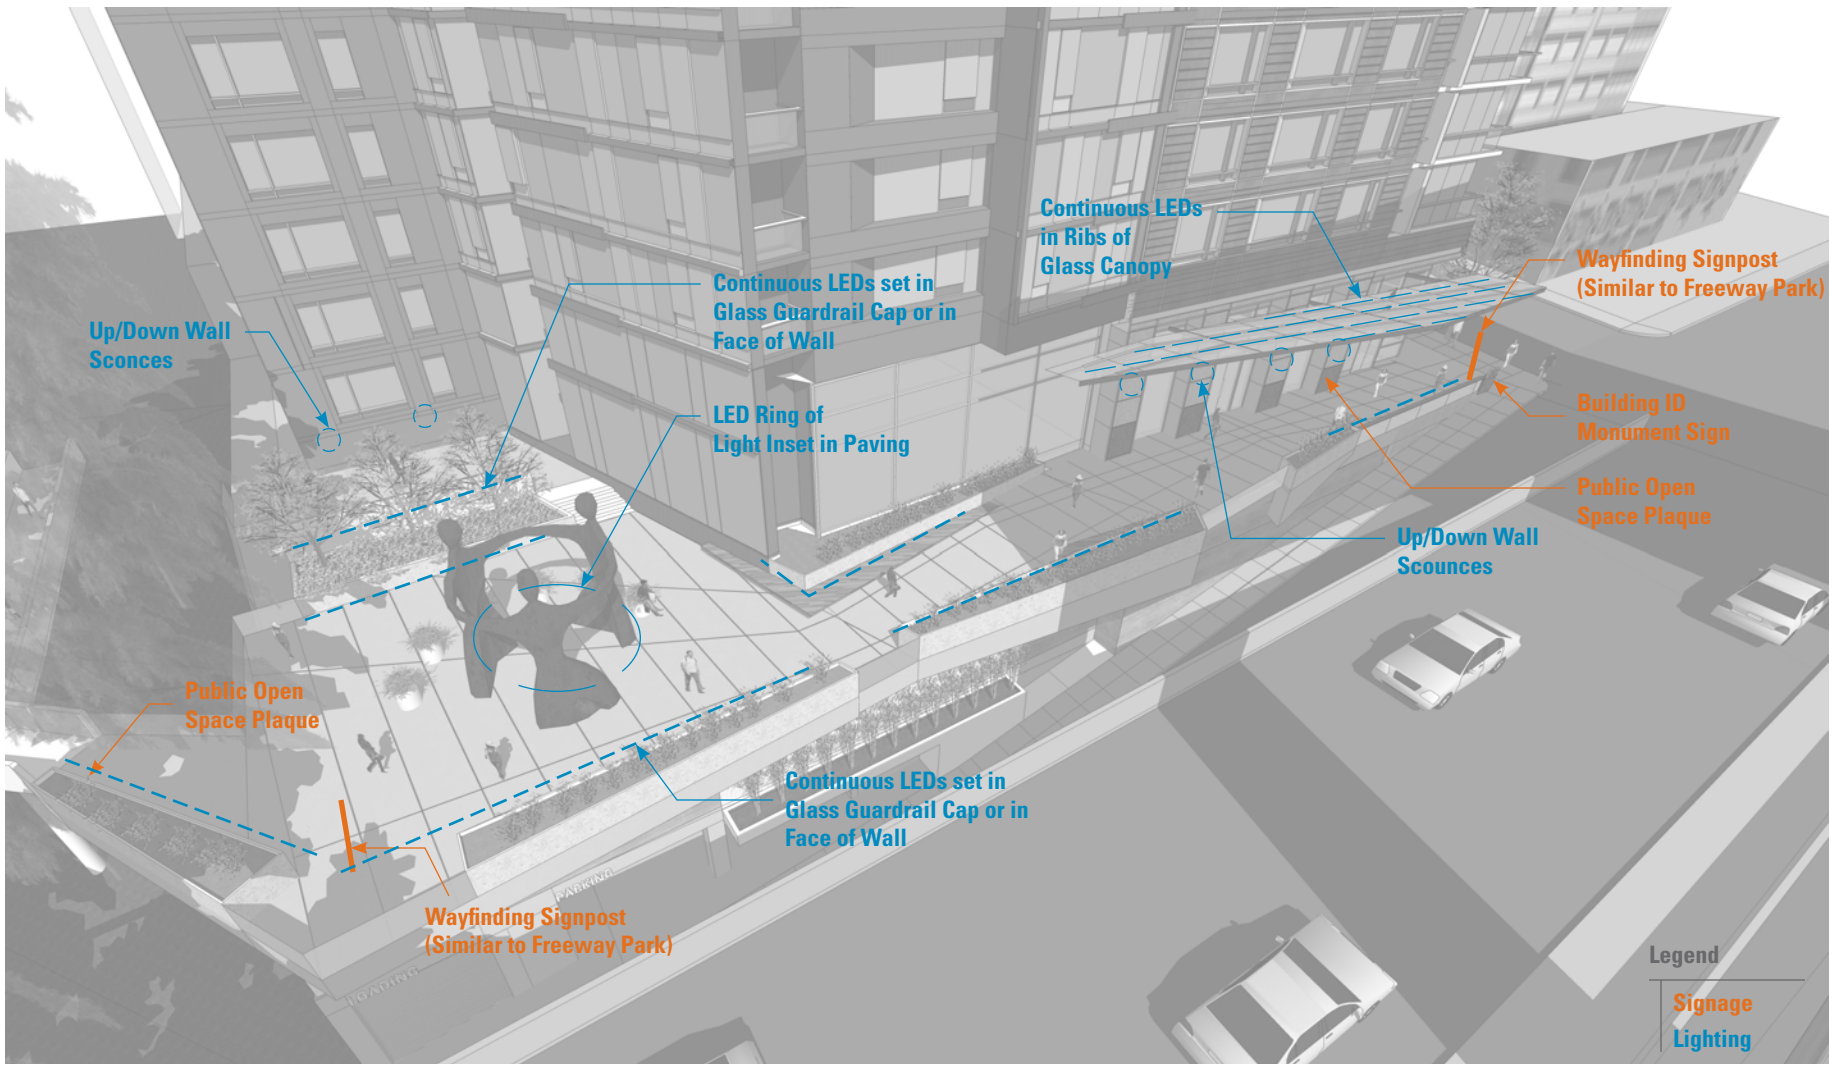 Continuous LEDs
in Ribs of
Glass Canopy
Wayfinding Signpost
(Similar to Freeway Park)
Continuous LEDs set in
Glass Guardrail Cap or in
Face of Wall
Up/Down Wall
Sconces
LED Ring of
Light Inset in Paving
Building ID
Monument Sign
Public Open
Space Plaque
Up/Down Wall
Scounces
Public Open
Space Plaque
Continuous LEDs set in
Glass Guardrail Cap or in
Face of Wall
PARKING
Wayfinding Signpost
(Similar to Freeway Park)
LOADING
Legend
Signage
Lighting